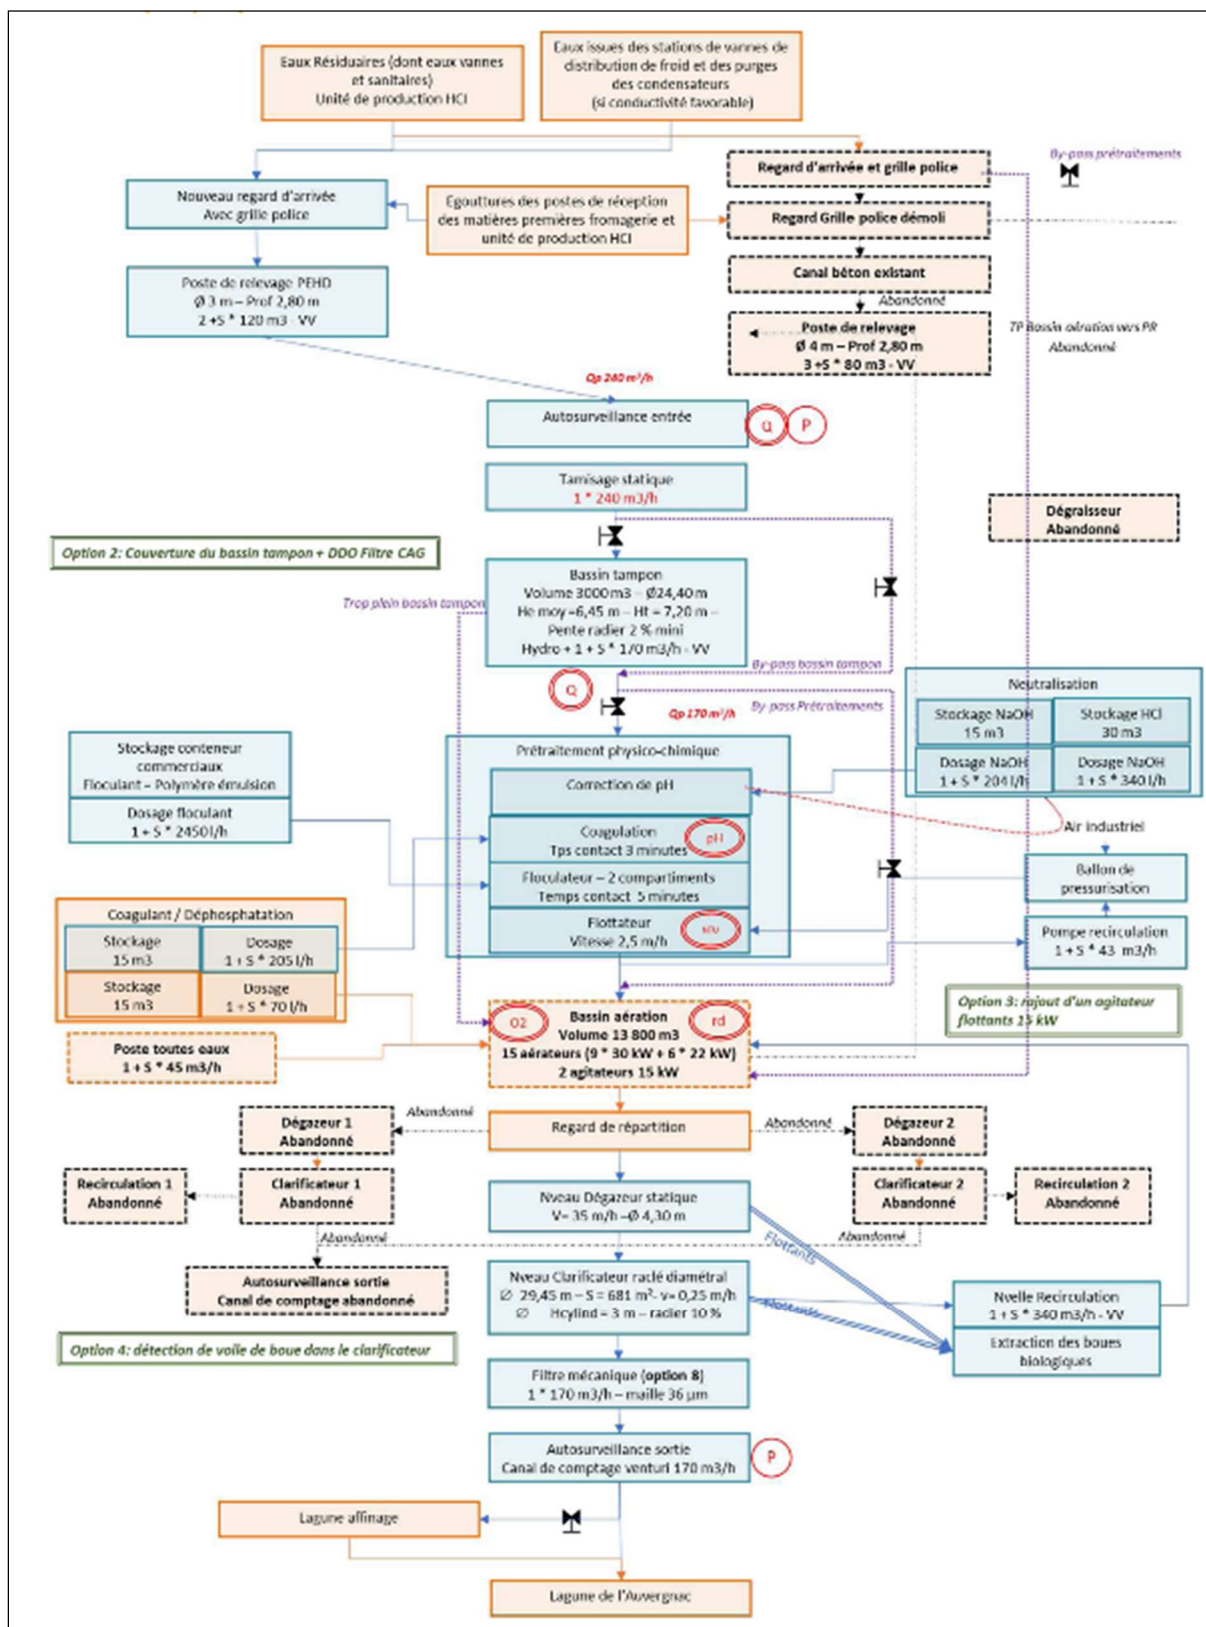 Eaux Résiduaires (dont eaux vannes
et sanitaires)
Unité de production HCI
Eaux issues des stations de vannes de
distribution de froid et des purges
des condensateurs
(si conductivité favorable)
Nouveau regard d'arrivée
Avec grille police
Egouttures des postes de réception
des matières premières fromagerie et
unité de production HCI
Regard d'arrivée et grille police
By-pass prétraitements
Regard Grille police démoli
Canal béton existant
Abandonné
Poste de relevage PEHD
Ø 3 m – Prof 2,80 m
2 +S * 120 m3 - VV
Poste de relevage
Ø 4 m – Prof 2,80 m
3 +S * 80 m3 - VV
TP Bassin aération vers PR
Abandonné
Qp 240 m³/h
Autosurveillance entrée
Q
P
Tamisage statique
1 * 240 m3/h
Dégraisseur
Abandonné
Option 2: Couverture du bassin tampon + DDO Filtre CAG
Trop plein bassin tampon
Bassin tampon
Volume 3000 m3 – Ø24,40 m
He moy =6,45 m – Ht = 7,20 m –
Pente radier 2 % mini
Hydro + 1 + S * 170 m3/h - VV
By-pass bassin tampon
Q
Qp 170 m³/h
By-pass Prétraitements
Neutralisation
Stockage NaOH
15 m3
Stockage HCl
30 m3
Dosage NaOH
1 + S * 204 l/h
Dosage NaOH
1 + S * 340 l/h
Stockage conteneur
commerciaux
Floculant – Polymère émulsion
Dosage floculant
1 + S * 2450 l/h
Prétraitement physico-chimique
Correction de pH
Coagulation
Tps contact 3 minutes
pH
Floculateur – 2 compartiments
Temps contact 5 minutes
Flottateur
Vitesse 2,5 m/h
Air industriel
Ballon de
pressurisation
Pompe recirculation
1 + S * 43 m3/h
Coagulant / Déphosphatation
Stockage
15 m3
Dosage
1 + S * 205 l/h
Stockage
15 m3
Dosage
1 + S * 70 l/h
Option 3: rajout d'un agitateur
flottants 15 kW
Poste toutes eaux
1 + S * 45 m3/h
O2
rd
Bassin aération
Volume 13 800 m3
15 aérateurs (9 * 30 kW + 6 * 22 kW)
2 agitateurs 15 kW
Dégazeur 1
Abandonné
Abandonné
Regard de répartition
Abandonné
Dégazeur 2
Abandonné
Recirculation 1
Abandonné
Clarificateur 1
Abandonné
Nveau Dégazeur statique
V= 35 m/h –Ø 4,30 m
Clarificateur 2
Abandonné
Recirculation 2
Abandonné
Abandonné
Abandonné
Flottants
Autosurveillance sortie
Canal de comptage abandonné
Nveau Clarificateur raclé diamétral
∅ 29,45 m – S = 681 m²- v= 0,25 m/h
∅ Hcylind = 3 m – radier 10 %
Flottants
Nvelle Recirculation
1 + S * 340 m3/h - VV
Extraction des boues
biologiques
Option 4: détection de voile de boue dans le clarificateur
Filtre mécanique (option 8)
1 * 170 m3/h – maille 36 µm
Autosurveillance sortie
Canal de comptage venturi 170 m3/h
P
Lagune affinage
Lagune de l'Auvergnac